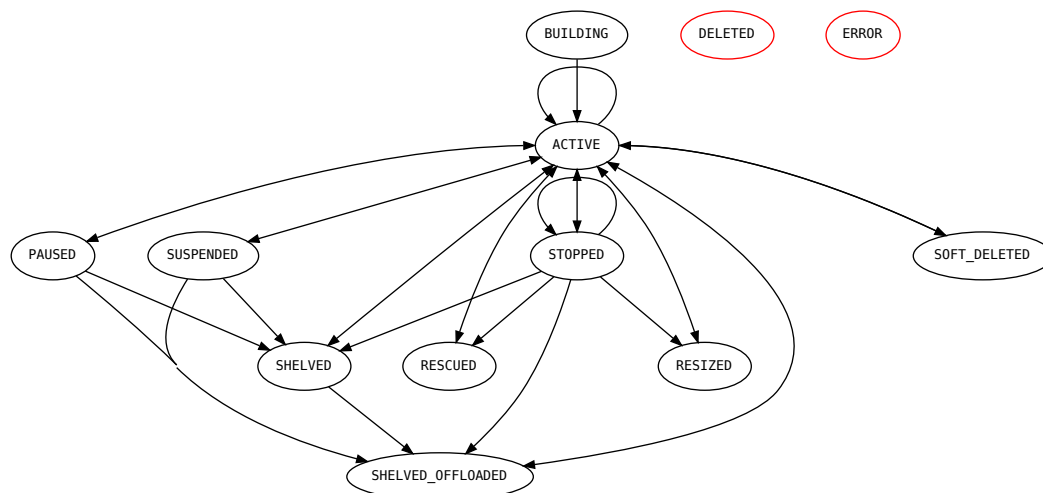 BUILDING
DELETED
ERROR
ACTIVE
PAUSED
SUSPENDED
STOPPED
SOFT_DELETED
SHELVED
RESCUED
RESIZED
SHELVED_OFFLOADED